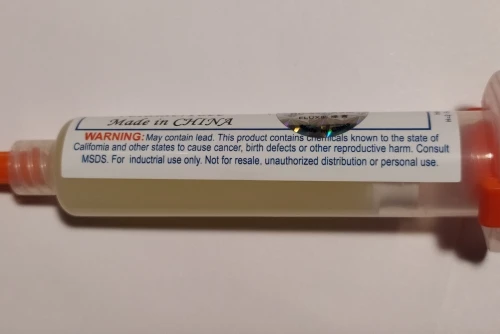 Made in CHINA
WARNING: May contain lead. This product contains chemicals known to the state of
California and other states to cause cancer, birth defects or other reproductive harm. Consult
MSDS. For inductrial use only. Not for resale, unauthorized distribution or personal use.